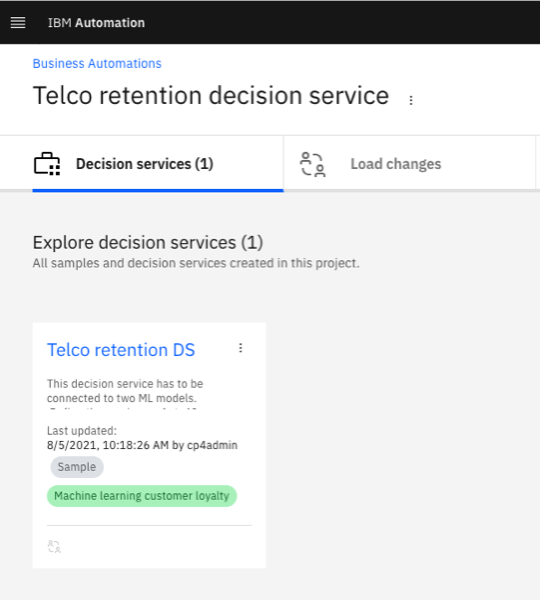 IBM Automation
Business Automations
Telco retention decision service
Decision services (1)
Load changes
Explore decision services (1)
All samples and decision services created in this project.
Telco retention DS
This decision service has to be
connected to two ML models.
Last updated:
8/5/2021, 10:18:26 AM by cp4admin
Sample
Machine learning customer loyalty